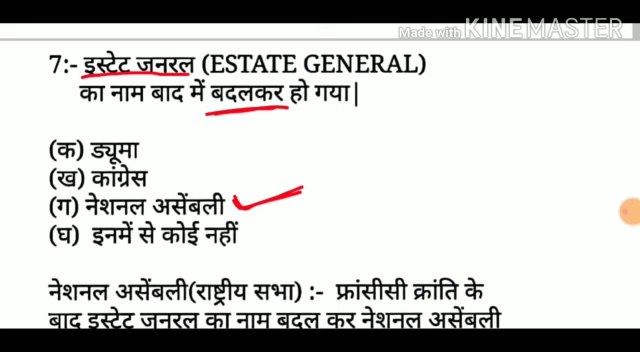 Made with KINEMASTER
7:- इस्टेट जनरल (ESTATE GENERAL)
का नाम बाद में बदलकर हो गया|
(क) ड्यूमा
(ख) कांग्रेस
(ग) नेशनल असेंबली
(घ) इनमें से कोई नहीं
नेशनल असेंबली(राष्ट्रीय सभा) :- फ्रांसीसी क्रांति के
बाद इस्टेट जनरल का नाम बदल कर नेशनल असेंबली